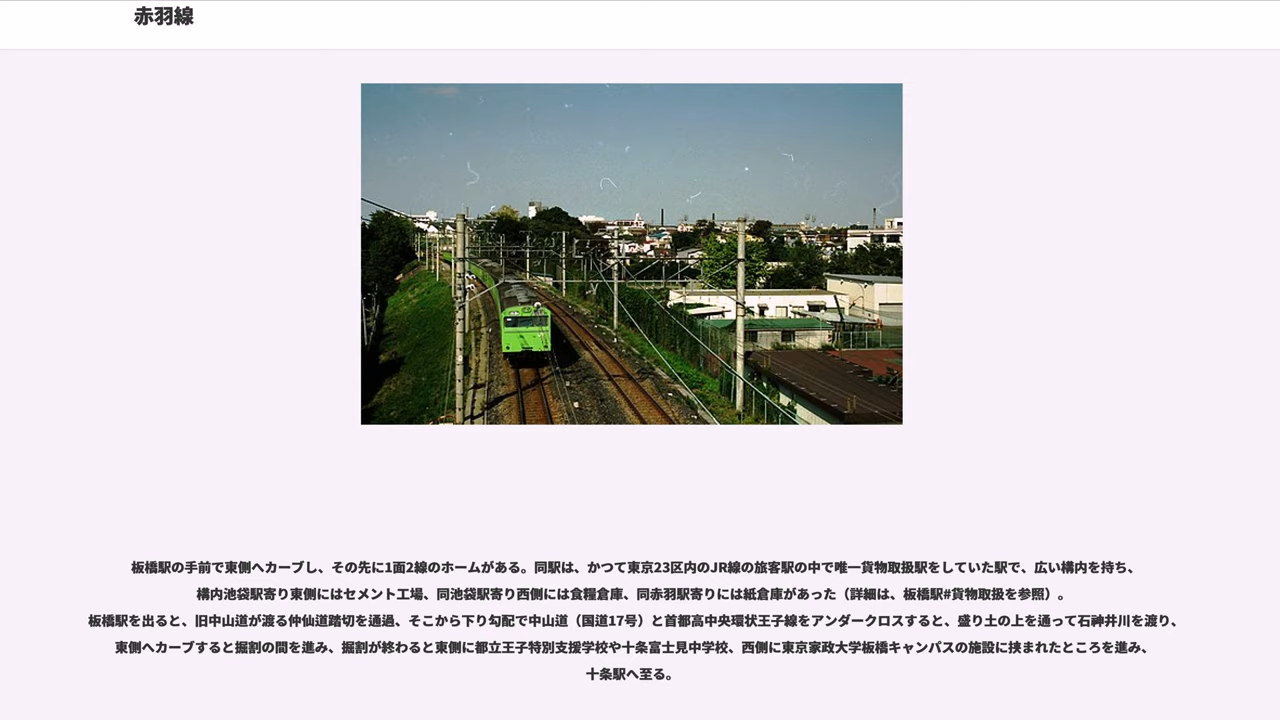 赤羽線
板橋駅の手前で東側へカーブし、その先に1面2線のホームがある。同駅は、かつて東京23区内のJR線の旅客駅の中で唯一貨物取扱駅をしていた駅で、広い構内を持ち、
構内池袋駅寄り東側にはセメント工場、同池袋駅寄り西側には食糧倉庫、同赤羽駅寄りには紙倉庫があった（詳細は、板橋駅#貨物取扱を参照）。
板橋駅を出ると、旧中山道が渡る仲仙道踏切を通過、そこから下り勾配で中山道（国道17号）と首都高中央環状王子線をアンダークロスすると、盛り土の上を通って石神井川を渡り、
東側へカーブすると掘割の間を進み、掘割が終わると東側に都立王子特別支援学校や十条富士見中学校、西側に東京家政大学板橋キャンパスの施設に挟まれたところを進み、
十条駅へ至る。